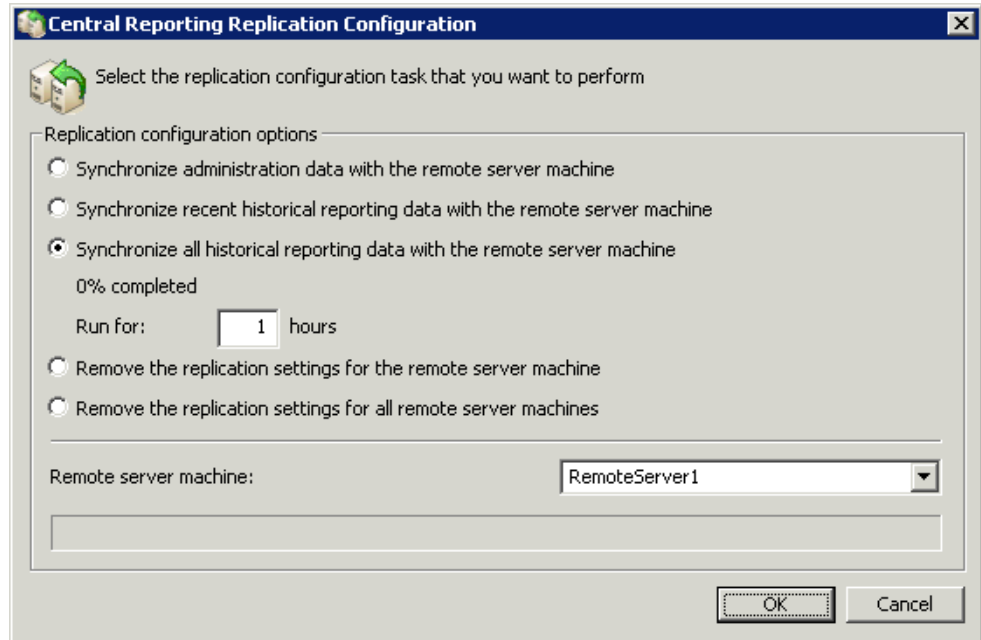 Central Reporting Replication Configuration
Select the replication configuration task that you want to perform
Replication configuration options
Synchronize administration data with the remote server machine
Synchronize recent historical reporting data with the remote server machine
Synchronize all historical reporting data with the remote server machine
0% completed
Run for: 1 hours
Remove the replication settings for the remote server machine
Remove the replication settings for all remote server machines
Remote server machine: RemoteServer1
OK Cancel